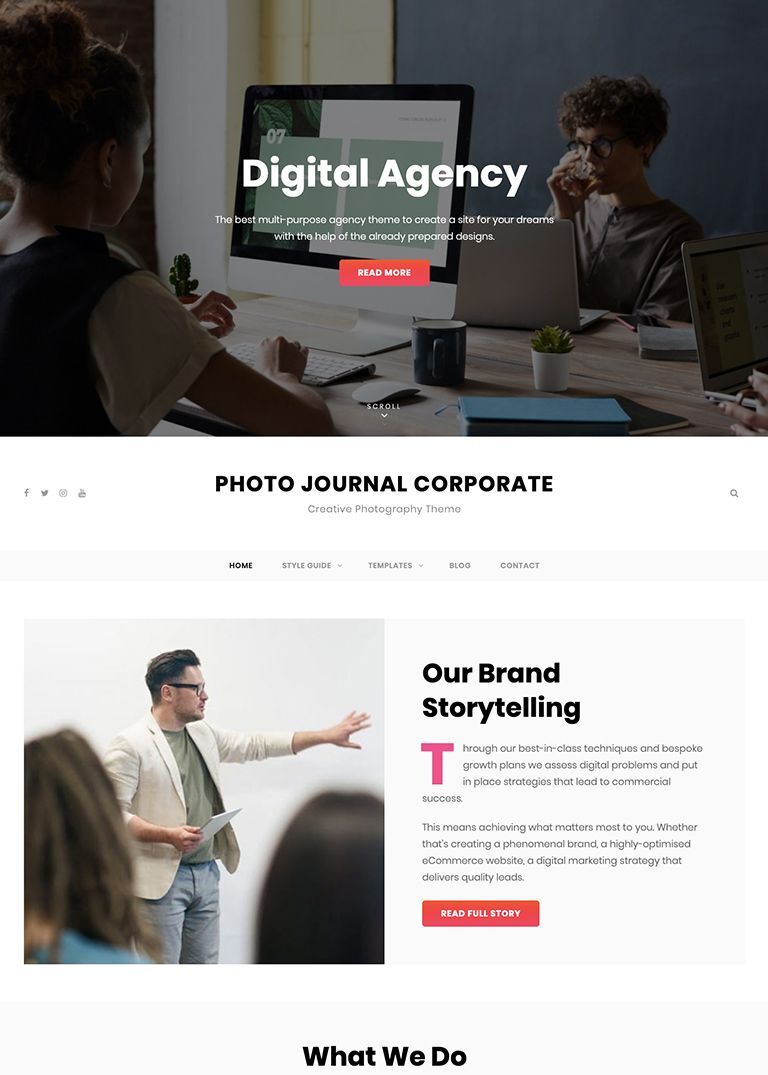 07
Digital Agency
The best multi-purpose agency theme to create a site for your dreams
with the help of the already prepared designs.
READ MORE
SCROLL
PHOTO JOURNAL CORPORATE
Creative Photography Theme
HOME
STYLE GUIDE
TEMPLATES
BLOG
CONTACT
Our Brand
Storytelling
Through our best-in-class techniques and bespoke
growth plans we assess digital problems and put
in place strategies that lead to commercial
success.
This means achieving what matters most to you. Whether
that's creating a phenomenal brand, a highly-optimised
eCommerce website, a digital marketing strategy that
delivers quality leads.
READ FULL STORY
What We Do